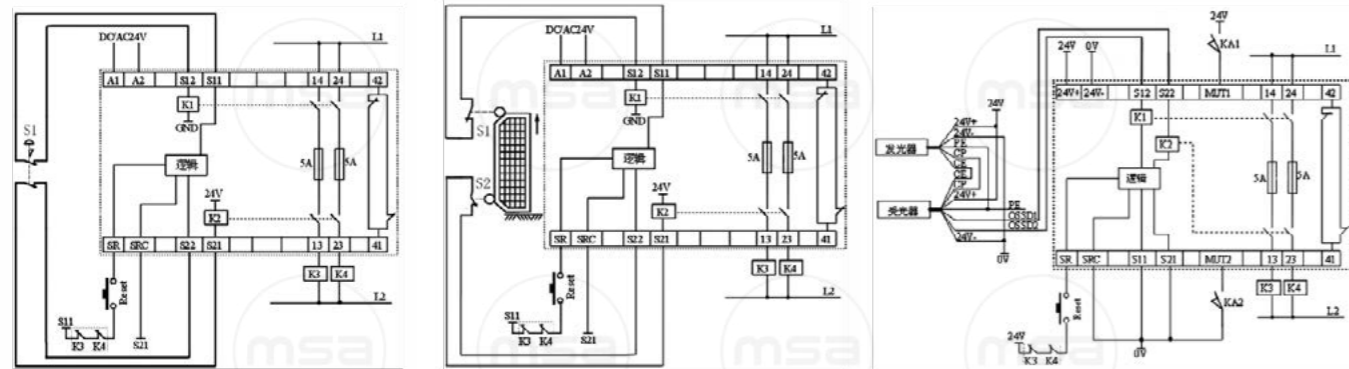 DC/AC24V
L1
A1 A2 S12 S11 14 24 42
K1
GND
S1
5A 5A
逻辑
24V
K2
SR SRC S22 S21 13 23 41
K3 K4
Reset
L2
S11
K3 K4
S21
msa
DC/AC24V
L1
A1 A2 S12 S11 14 24 42
K1
GND
S1
5A 5A
逻辑
S2
24V
K2
SR SRC S22 S21 13 23 41
K3 K4
Reset
L2
S11
K3 K4
S21
msa
24V
KA1
24V 0V
L1
24V+ 24V- S12 S22 MUT1 14 24 42
K1
24V
24V+
24V-
PE
K2
发光器
5A 5A
逻辑
24V+
受光器
PE
OSSD1
OSSD2
24V-
0V
SR SRC S11 S21 MUT2 13 23 41
K3 K4
Reset
KA2
L2
24V
K3 K4
0V
msa